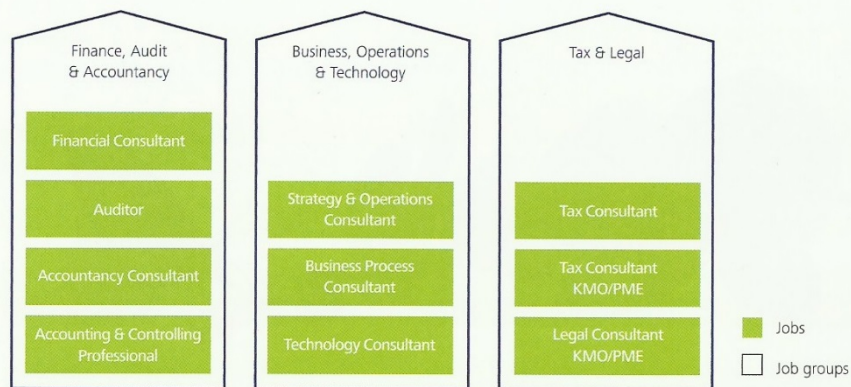 Finance, Audit
& Accountancy
Financial Consultant
Auditor
Accountancy Consultant
Accounting & Controlling
Professional
Business, Operations
& Technology
Strategy & Operations
Consultant
Business Process
Consultant
Technology Consultant
Tax & Legal
Tax Consultant
Tax Consultant
KMO/PME
Legal Consultant
KMO/PME
Jobs
Job groups